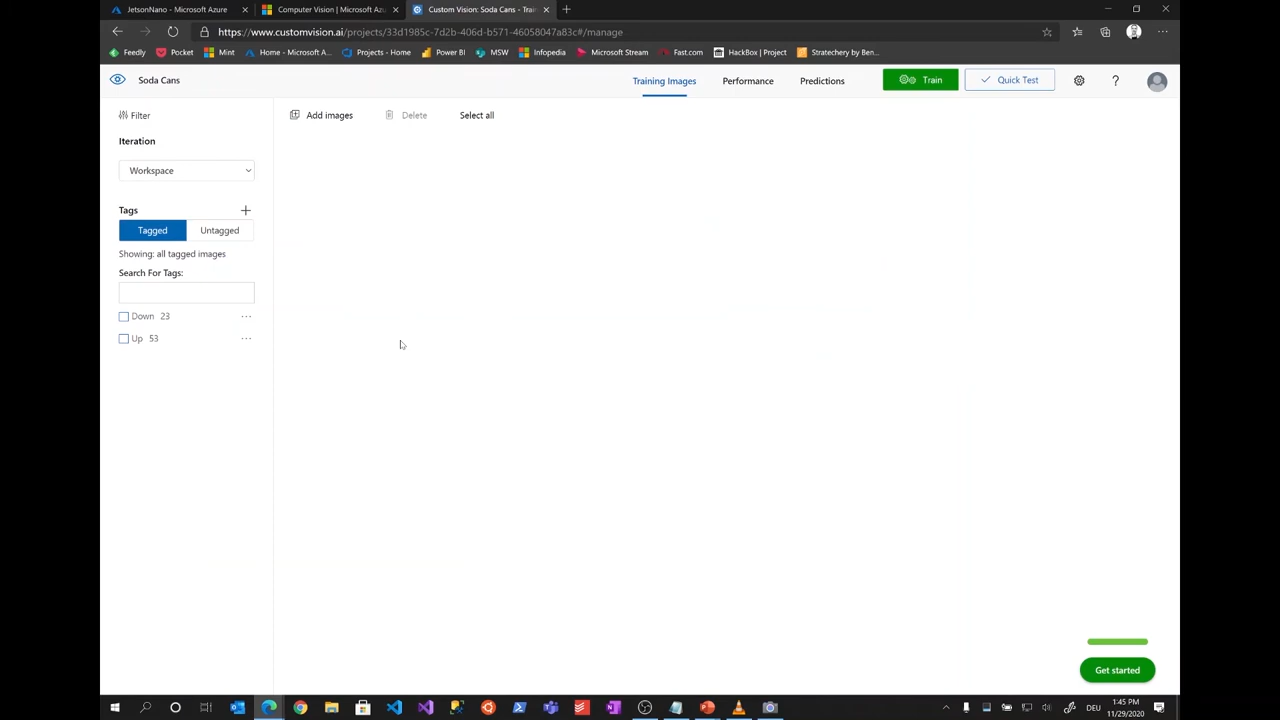 JetsonNano - Microsoft Azure
Computer Vision | Microsoft Azu
Custom Vision: Soda Cans - Train
https://www.customvision.ai/projects/33d1985c-7d2b-406d-b571-46058047a83c#/manage
Feedly
Pocket
Mint
Home - Microsoft A...
Projects - Home
Power BI
MSW
Infopedia
Microsoft Stream
Fast.com
HackBox | Project
Stratechery by Ben...
Soda Cans
Training Images
Performance
Predictions
Train
Quick Test
?
Filter
Add images
Delete
Select all
Iteration
Workspace
Tags
Tagged
Untagged
Showing: all tagged images
Search For Tags:
Down 23
Up 53
Get started
DEU
1:45 PM
11/29/2020